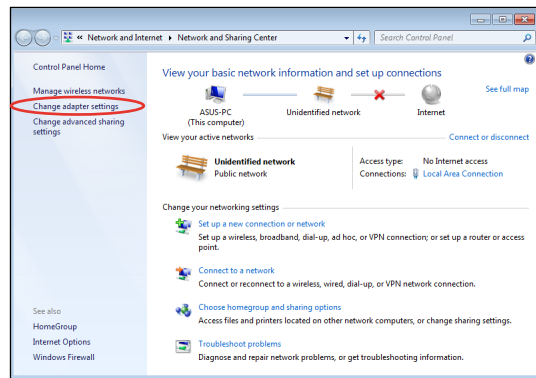 « Network and Internet ▸ Network and Sharing Center
Search Control Panel
Control Panel Home
Manage wireless networks
Change adapter settings
Change advanced sharing
settings
See also
HomeGroup
Internet Options
Windows Firewall
View your basic network information and set up connections
See full map
ASUS-PC
(This computer)
Unidentified network
Internet
View your active networks
Connect or disconnect
Unidentified network
Public network
Access type: No Internet access
Connections: Local Area Connection
Change your networking settings
Set up a new connection or network
Set up a wireless, broadband, dial-up, ad hoc, or VPN connection; or set up a router or access
point.
Connect to a network
Connect or reconnect to a wireless, wired, dial-up, or VPN network connection.
Choose homegroup and sharing options
Access files and printers located on other network computers, or change sharing settings.
Troubleshoot problems
Diagnose and repair network problems, or get troubleshooting information.